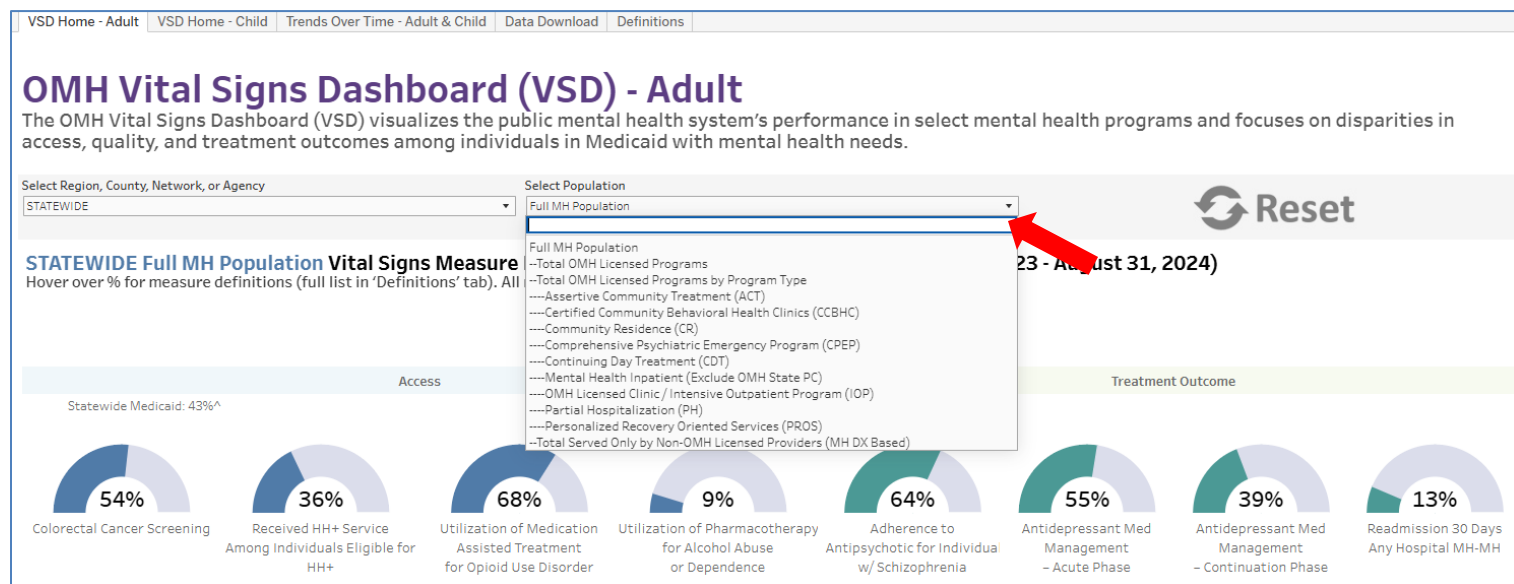 VSD Home - Adult
VSD Home - Child
Trends Over Time - Adult & Child
Data Download
Definitions
OMH Vital Signs Dashboard (VSD) - Adult
The OMH Vital Signs Dashboard (VSD) visualizes the public mental health system's performance in select mental health programs and focuses on disparities in
access, quality, and treatment outcomes among individuals in Medicaid with mental health needs.
Select Region, County, Network, or Agency
STATEWIDE
Select Population
Full MH Population
Reset
Full MH Population
--Total OMH Licensed Programs
--Total OMH Licensed Programs by Program Type
----Assertive Community Treatment (ACT)
----Certified Community Behavioral Health Clinics (CCBHC)
----Community Residence (CR)
----Comprehensive Psychiatric Emergency Program (CPEP)
----Continuing Day Treatment (CDT)
----Mental Health Inpatient (Exclude OMH State PC)
----OMH Licensed Clinic / Intensive Outpatient Program (IOP)
----Partial Hospitalization (PH)
----Personalized Recovery Oriented Services (PROS)
--Total Served Only by Non-OMH Licensed Providers (MH DX Based)
STATEWIDE Full MH Population Vital Signs Measure 23 - August 31, 2024)
Hover over % for measure definitions (full list in 'Definitions' tab). All
Access
Treatment Outcome
Statewide Medicaid: 43%^
54%
Colorectal Cancer Screening
36%
Received HH+ Service
Among Individuals Eligible for
HH+
68%
Utilization of Medication
Assisted Treatment
for Opioid Use Disorder
9%
Utilization of Pharmacotherapy
for Alcohol Abuse
or Dependence
64%
Adherence to
Antipsychotic for Individual
w/ Schizophrenia
55%
Antidepressant Med
Management
– Acute Phase
39%
Antidepressant Med
Management
– Continuation Phase
13%
Readmission 30 Days
Any Hospital MH-MH